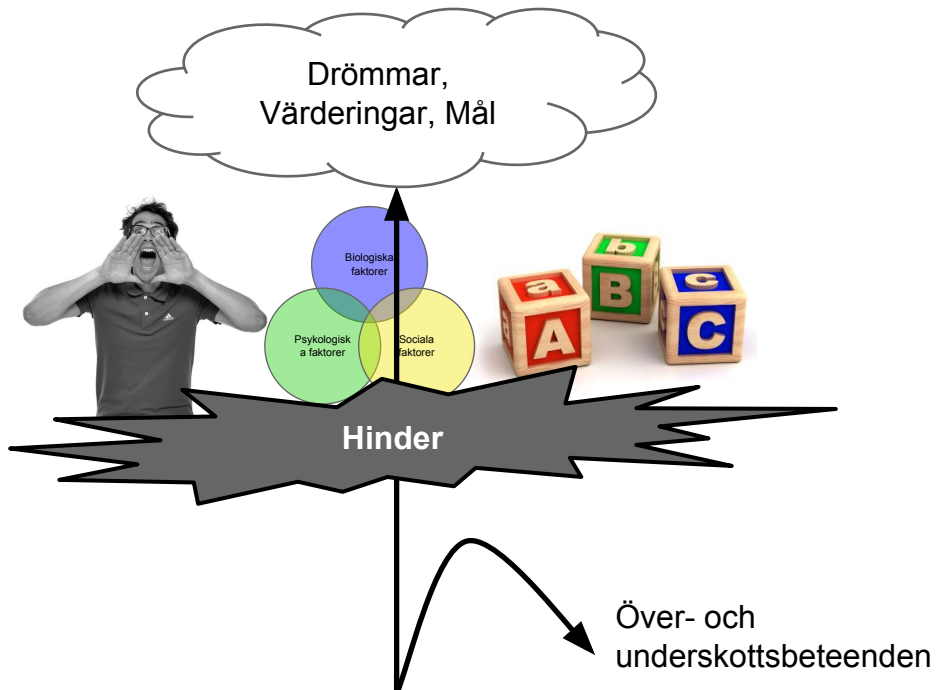 Drömmar,
Värderingar, Mål
Biologiska
faktorer
Psykologisk
a faktorer
Sociala
faktorer
a
A
a
b
B
c
C
Hinder
Över- och
underskottsbeteenden